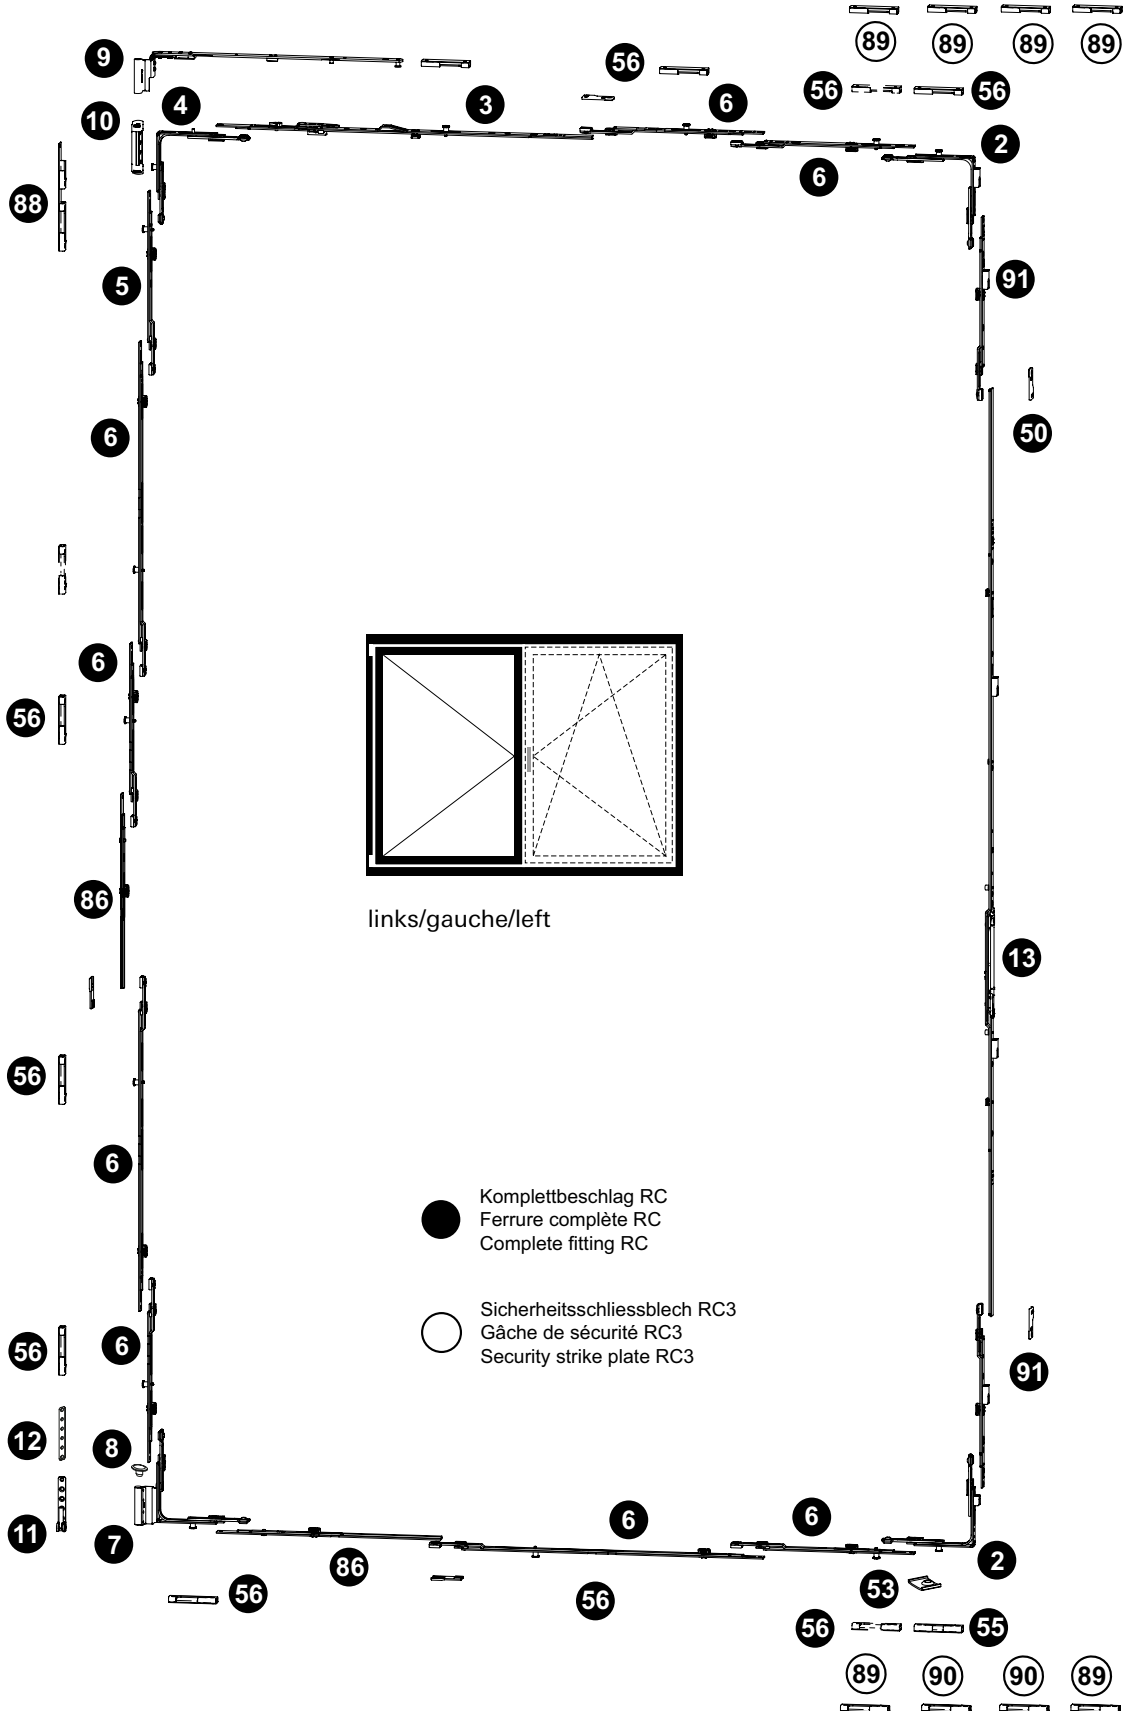 89 89 89 89
9 56 56 56
4 3 6
10 2
6
88
5 91
6 50
6
56
86
links/gauche/left
13
56
6
Komplettbeschlag RC
Ferrure complète RC
Complete fitting RC
Sicherheitsschliessblech RC3
Gâche de sécurité RC3
Security strike plate RC3
56 6 91
12 8
11 7 6 6
86 2
56 56 53
56 55
89 90 90 89